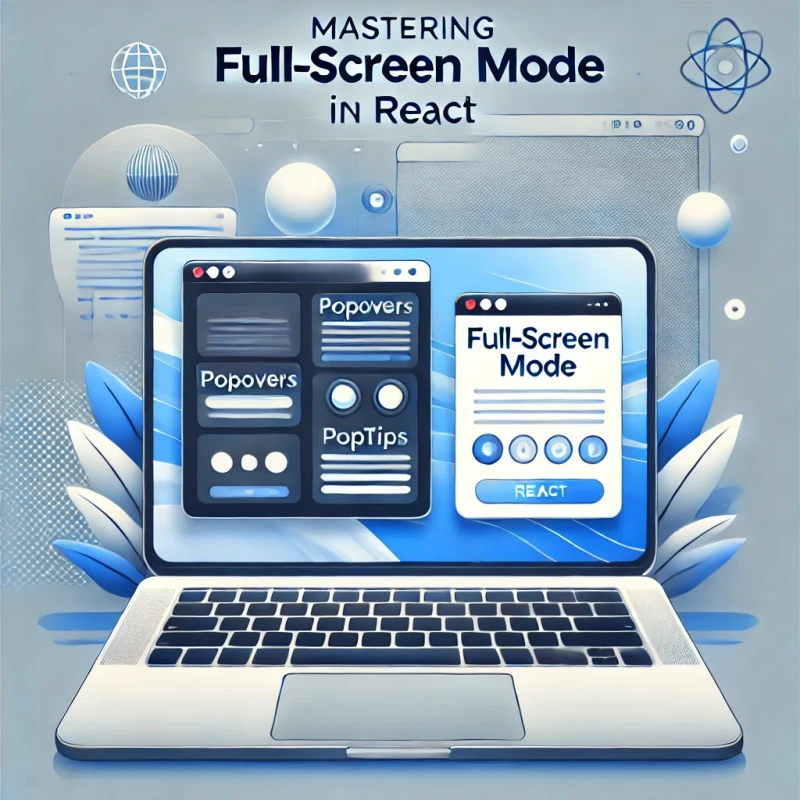 MASTERING
Full-Screen Mode
in React
Popovers
Popovers
PopTips
Full-Screen
Mode
REACT